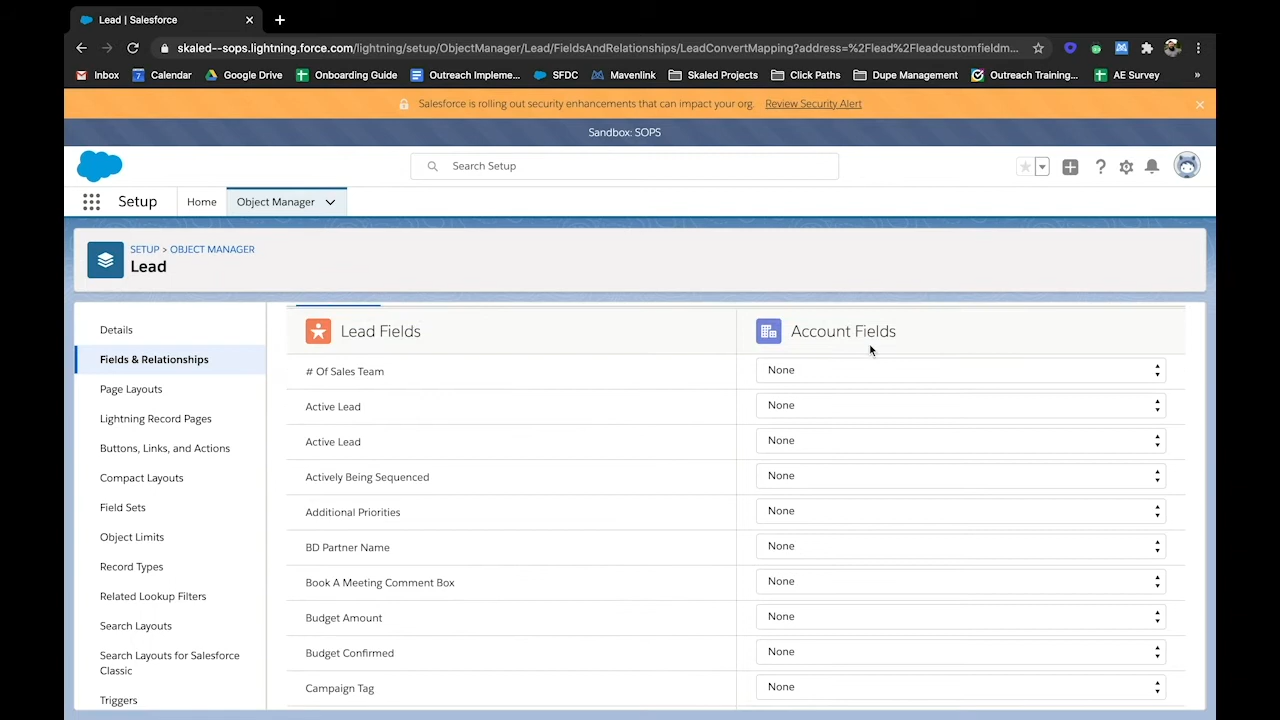 Lead | Salesforce
skaled--sops.lightning.force.com/lightning/setup/ObjectManager/Lead/FieldsAndRelationships/LeadConvertMapping?address=%2Flead%2Fleadcustomfieldm...
Inbox Calendar Google Drive Onboarding Guide Outreach Impleme... SFDC Mavenlink Skaled Projects Click Paths Dupe Management Outreach Training... AE Survey »
Salesforce is rolling out security enhancements that can impact your org. Review Security Alert
Sandbox: SOPS
Search Setup
Setup Home Object Manager
SETUP > OBJECT MANAGER
Lead
Details
Fields & Relationships
Page Layouts
Lightning Record Pages
Buttons, Links, and Actions
Compact Layouts
Field Sets
Object Limits
Record Types
Related Lookup Filters
Search Layouts
Search Layouts for Salesforce
Classic
Triggers
Lead Fields Account Fields
# Of Sales Team None
Active Lead None
Active Lead None
Actively Being Sequenced None
Additional Priorities None
BD Partner Name None
Book A Meeting Comment Box None
Budget Amount None
Budget Confirmed None
Campaign Tag None